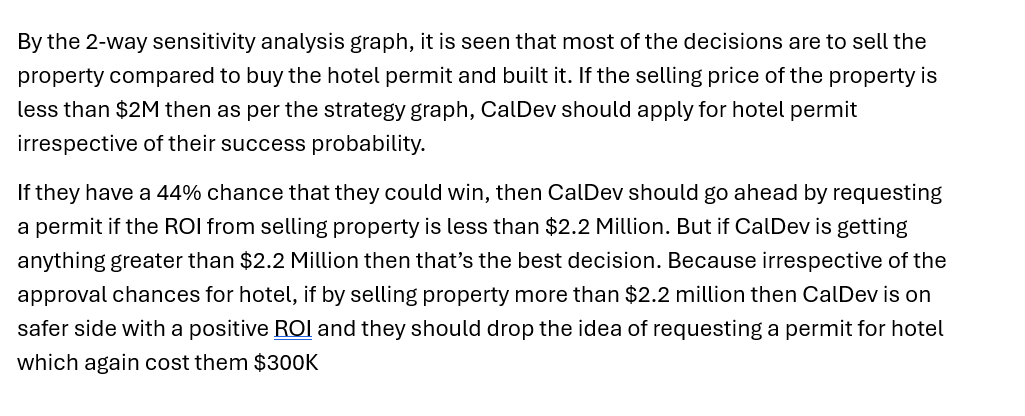 By the 2-way sensitivity analysis graph, it is seen that most of the decisions are to sell the
property compared to buy the hotel permit and built it. If the selling price of the property is
less than $2M then as per the strategy graph, CalDev should apply for hotel permit
irrespective of their success probability.
If they have a 44% chance that they could win, then CalDev should go ahead by requesting
a permit if the ROI from selling property is less than $2.2 Million. But if CalDev is getting
anything greater than $2.2 Million then that’s the best decision. Because irrespective of the
approval chances for hotel, if by selling property more than $2.2 million then CalDev is on
safer side with a positive ROI and they should drop the idea of requesting a permit for hotel
which again cost them $300K